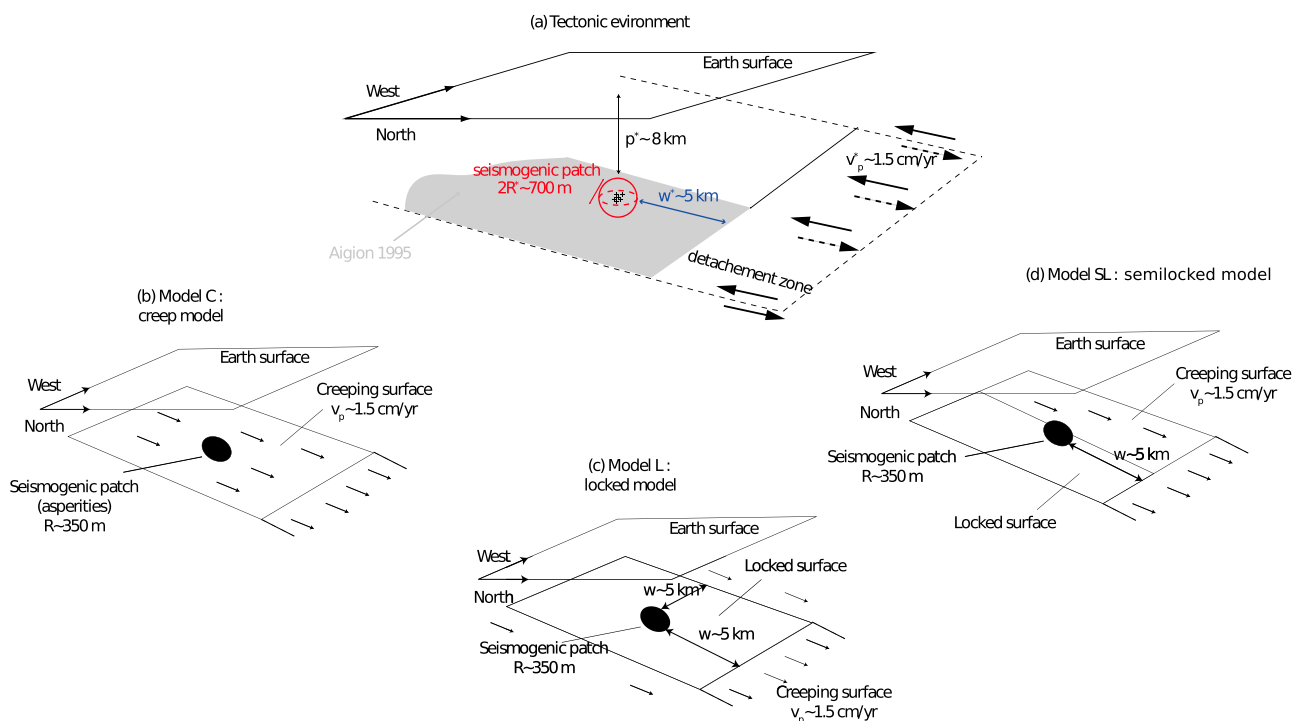 (a) Tectonic evironment
Earth surface
West
North
p*~8 km
v*p~1.5 cm/yr
seismogenic patch
2R*~700 m
w*~5 km
Aigion 1995
detachement zone
(b) Model C :
creep model
Earth surface
West
North
Creeping surface
vp~1.5 cm/yr
Seismogenic patch
(asperities)
R~350 m
(c) Model L :
locked model
Earth surface
West
North
Locked surface
w~5 km
w~5 km
Seismogenic patch
R~350 m
Creeping surface
vp~1.5 cm/yr
(d) Model SL : semilocked model
Earth surface
West
North
Creeping surface
vp~1.5 cm/yr
Seismogenic patch
R~350 m
w~5 km
Locked surface